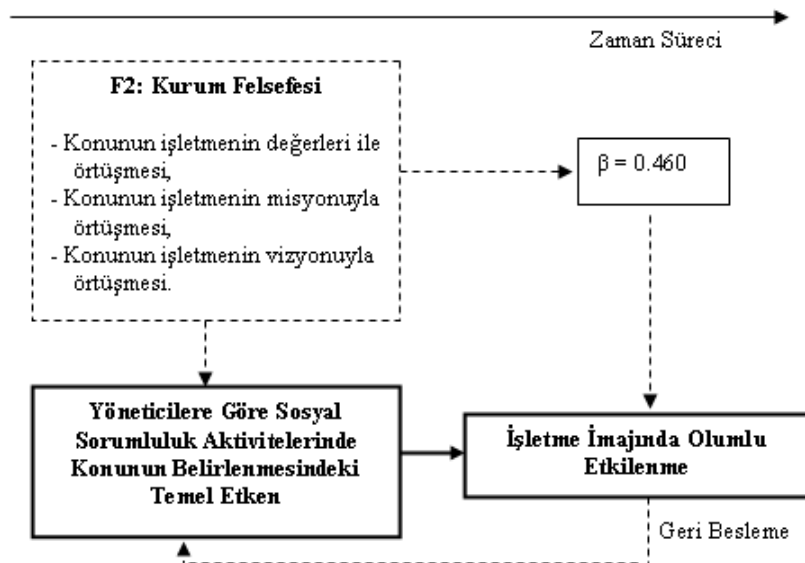 Zaman Süreci
F2: Kurum Felsefesi
- Konunun işletmenin değerleri ile
örtüşmesi,
- Konunun işletmenin misyonuyla
örtüşmesi,
- Konunun işletmenin vizyonuyla
örtüşmesi.
β = 0.460
Yöneticilere Göre Sosyal
Sorumluluk Aktivitelerinde
Konunun Belirlenmesindeki
Temel Etken
İşletme İmajında Olumlu
Etkilenme
Geri Besleme